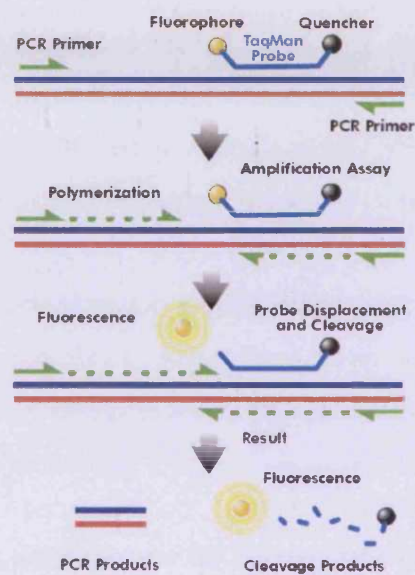 Fluorophore
Quencher
PCR Primer
TaqMan
Probe
PCR Primer
Amplification Assay
Polymerization
Fluorescence
Probe Displacement
and Cleavage
Result
Fluorescence
PCR Products
Cleavage Products